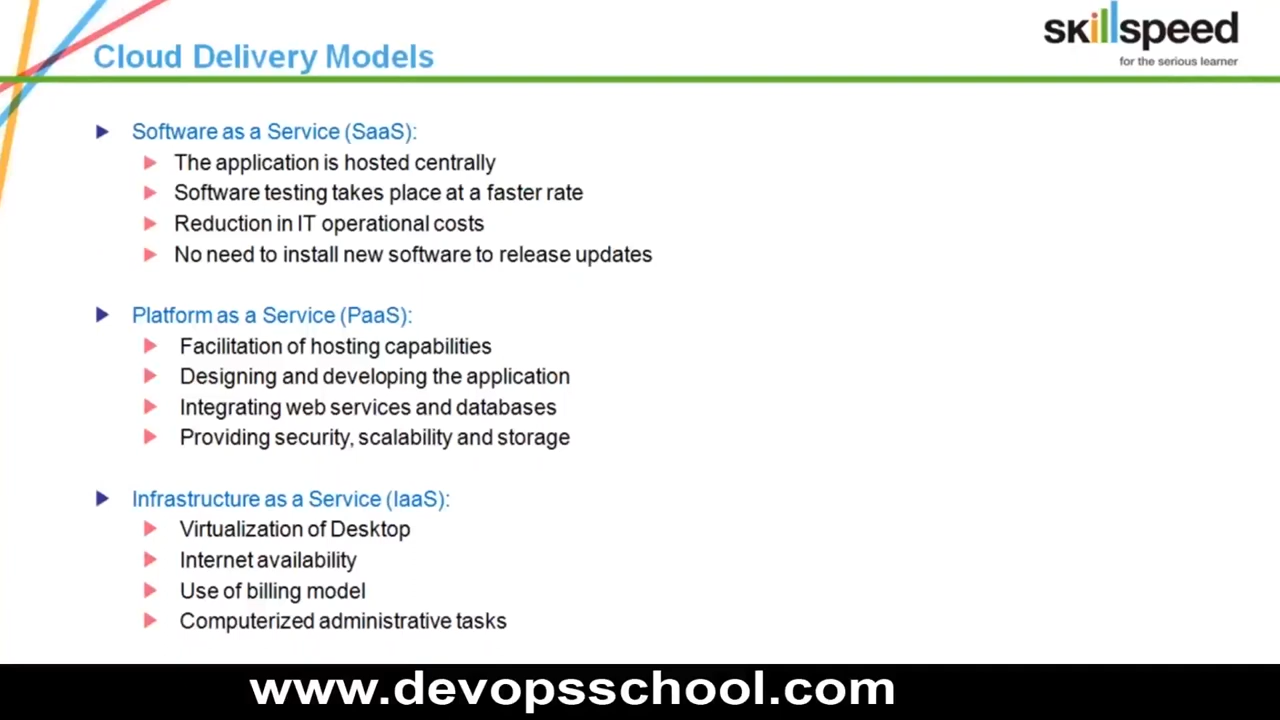 skillspeed
for the serious learner
Cloud Delivery Models
Software as a Service (SaaS):
The application is hosted centrally
Software testing takes place at a faster rate
Reduction in IT operational costs
No need to install new software to release updates
Platform as a Service (PaaS):
Facilitation of hosting capabilities
Designing and developing the application
Integrating web services and databases
Providing security, scalability and storage
Infrastructure as a Service (IaaS):
Virtualization of Desktop
Internet availability
Use of billing model
Computerized administrative tasks
www.devopsschool.com